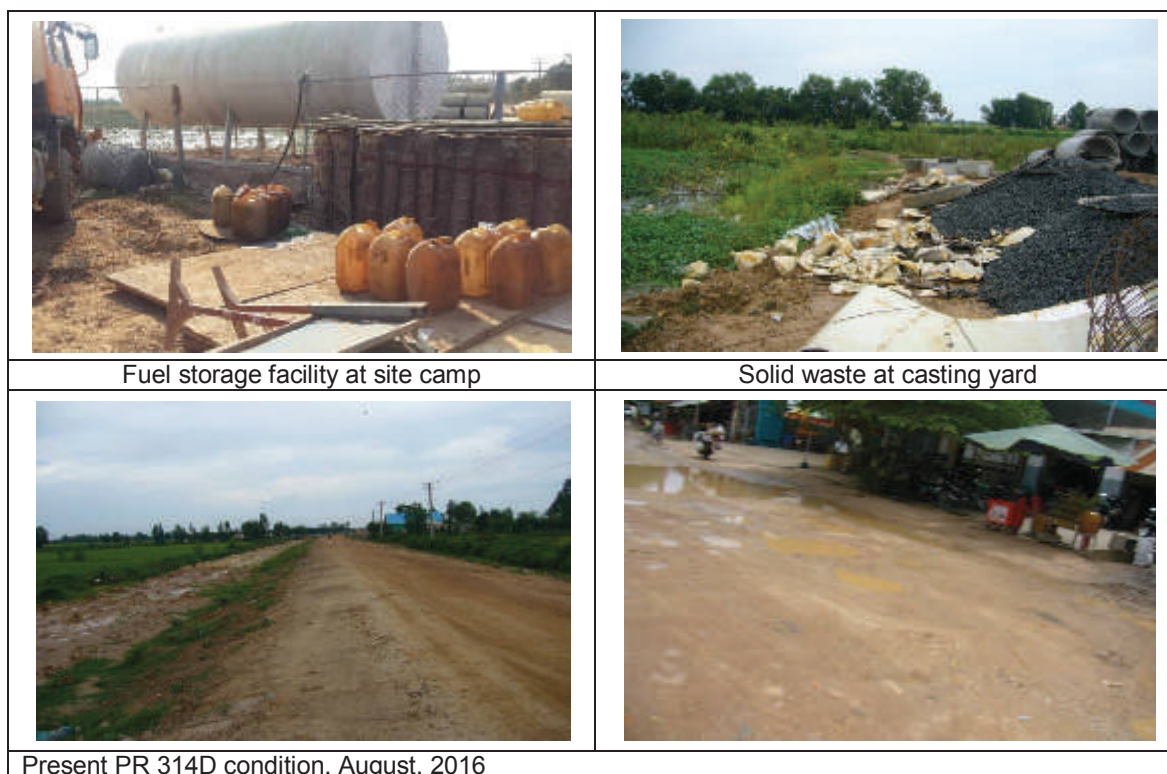 Fuel storage facility at site camp
Solid waste at casting yard
Present PR 314D condition, August, 2016